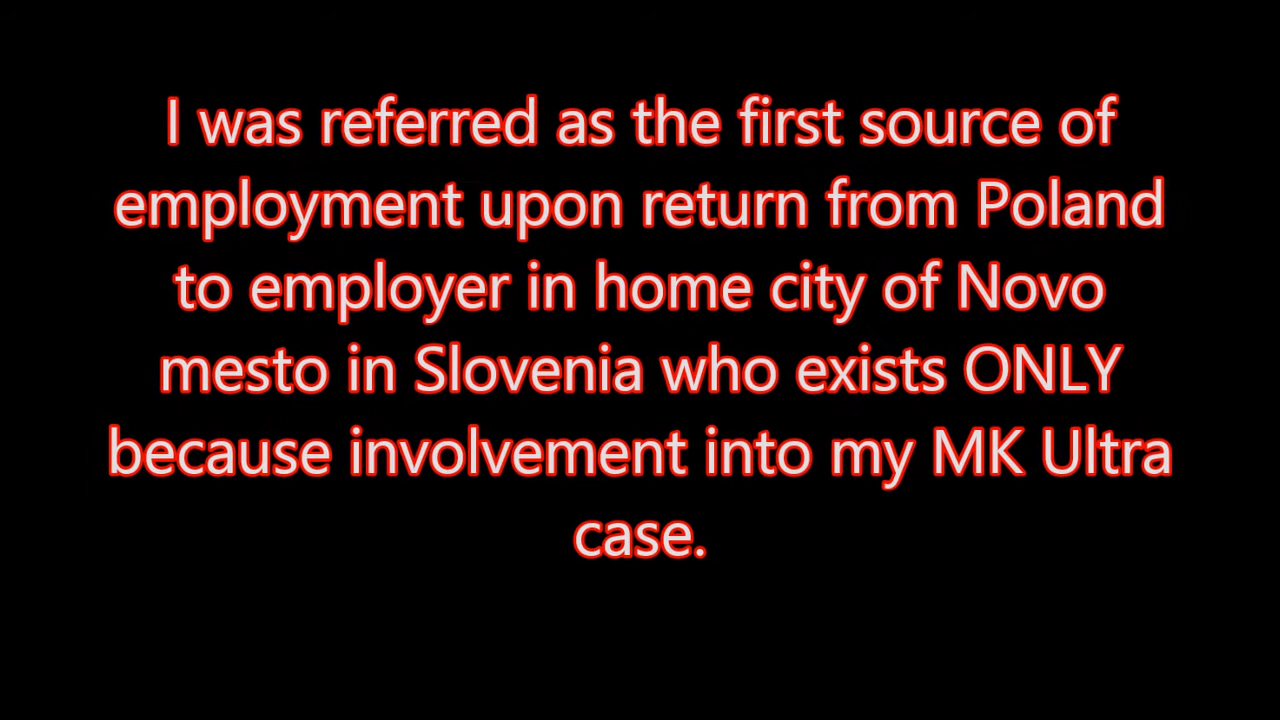 I was referred as the first source of
employment upon return from Poland
to employer in home city of Novo
mesto in Slovenia who exists ONLY
because involvement into my MK Ultra
case.